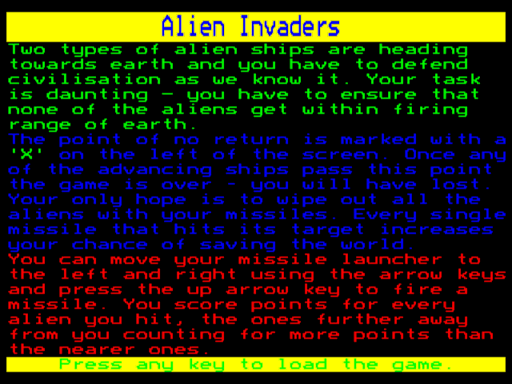 Alien Invaders
Two types of alien ships are heading
towards earth and you have to defend
civilisation as we know it. Your task
is daunting - you have to ensure that
none of the aliens get within firing
range of earth.
The point of no return is marked with a
'X' on the left of the screen. Once any
of the advancing ships pass this point
the game is over - you will have lost.
Your only hope is to wipe out all the
aliens with your missiles. Every single
missile that hits its target increases
your chance of saving the world.
You can move your missile launcher to
the left and right using the arrow keys
and press the up arrow key to fire a
missile. You score points for every
alien you hit, the ones further away
from you counting for more points than
the nearer ones.
Press any key to load the game.